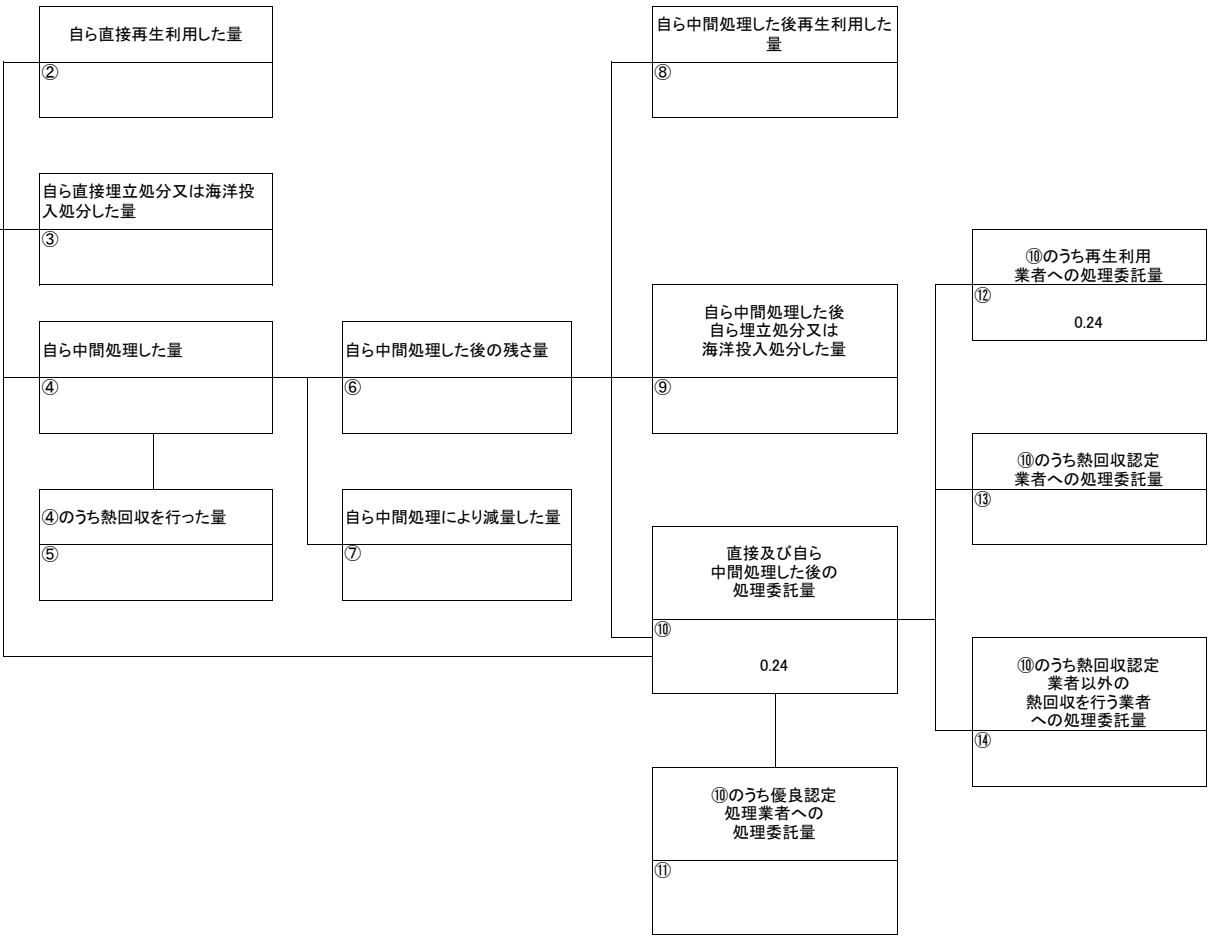 自ら直接再生利用した量
②
自ら直接埋立処分又は海洋投
入処分した量
③
自ら中間処理した量
④
④のうち熱回収を行った量
⑤
自ら中間処理した後の残さ量
⑥
自ら中間処理により減量した量
⑦
自ら中間処理した後再生利用した
量
⑧
自ら中間処理した後
自ら埋立処分又は
海洋投入処分した量
⑨
直接及び自ら
中間処理した後の
処理委託量
⑩
0.24
⑩のうち優良認定
処理業者への
処理委託量
⑪
⑩のうち再生利用
業者への処理委託量
⑫
0.24
⑩のうち熱回収認定
業者への処理委託量
⑬
⑩のうち熱回収認定
業者以外の
熱回収を行う業者
への処理委託量
⑭